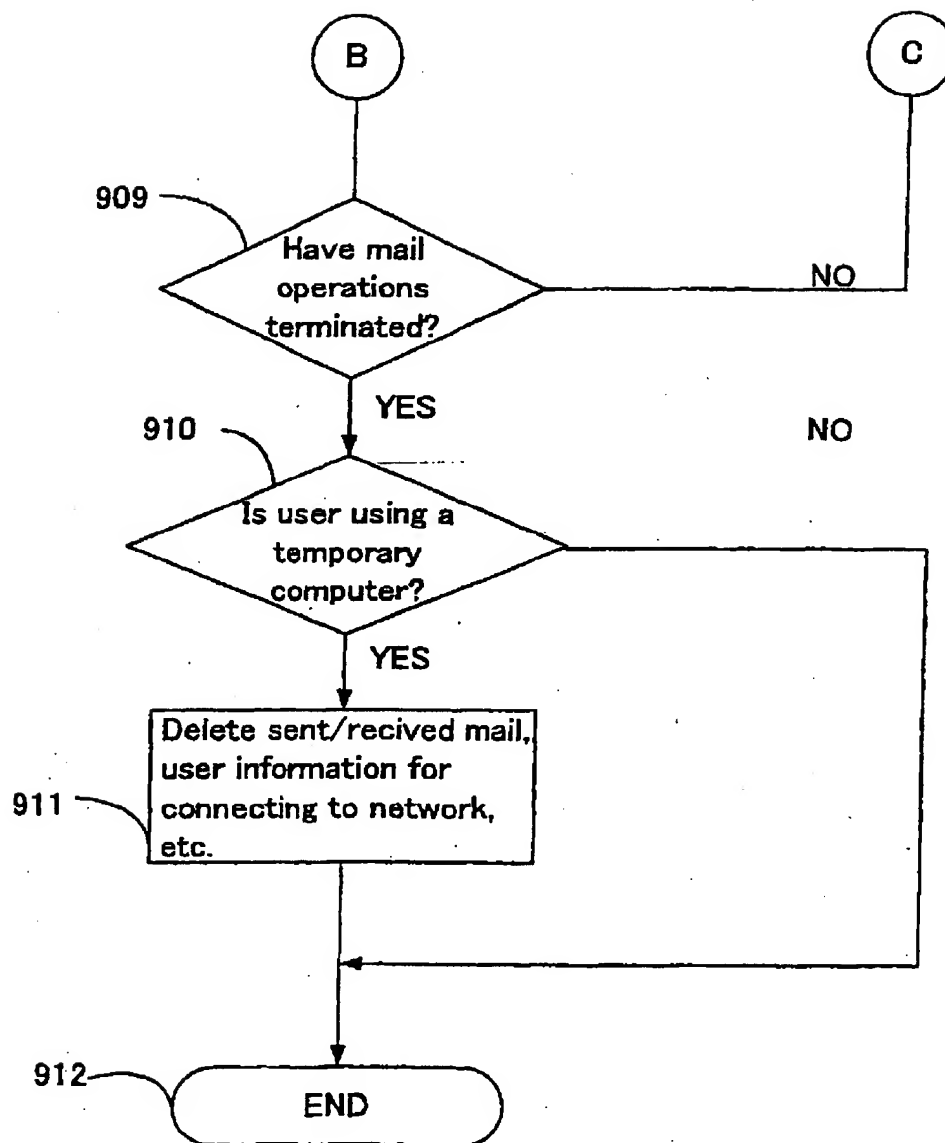 B
C
909
Have mail
operations
terminated?
NO
YES
910
NO
Is user using a
temporary
computer?
YES
Delete sent/recived mail,
user information for
connecting to network,
etc.
911
912
END